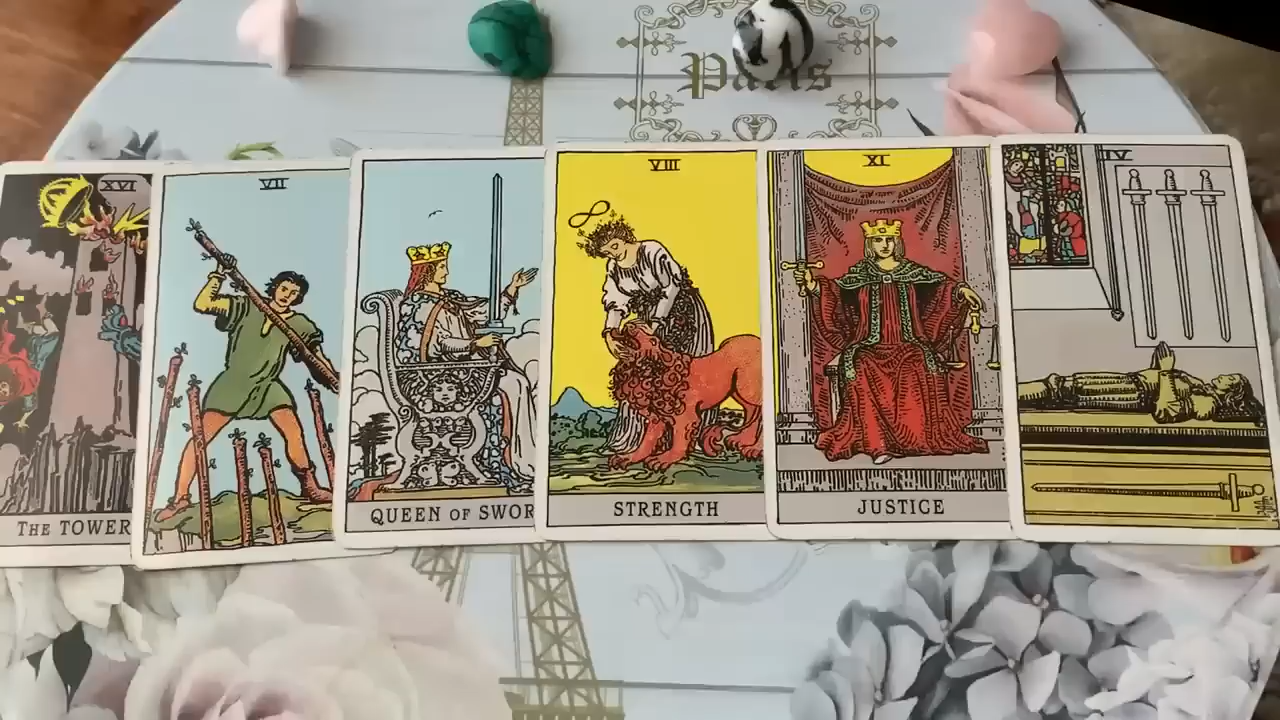 Paris
XVI
VII
VIII
XI
IV
THE TOWER
QUEEN OF SWOR
STRENGTH
JUSTICE